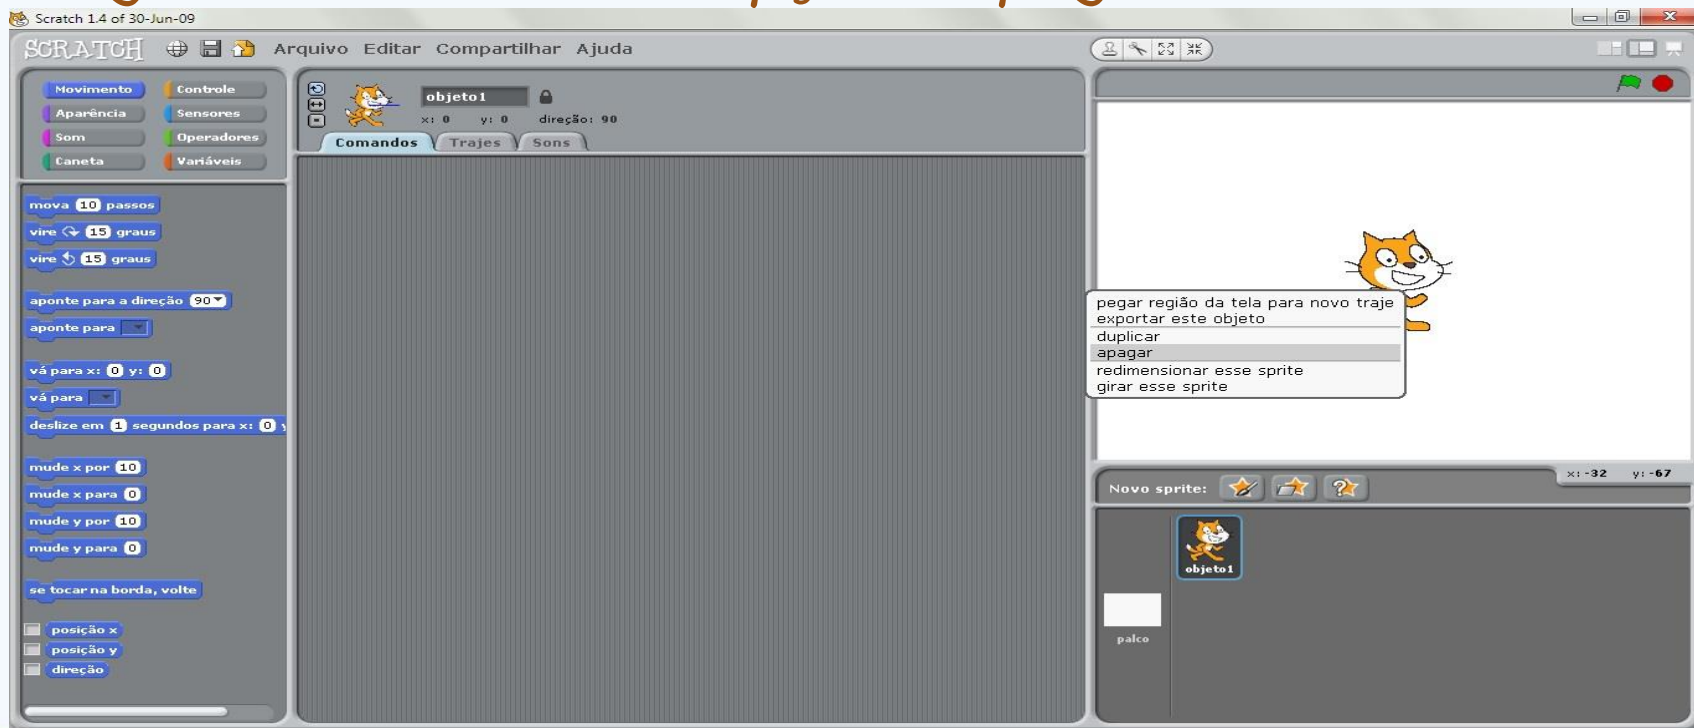 Scratch 1.4 of 30-Jun-09
SCRATCH Arquivo Editar Compartilhar Ajuda
Movimento Controle
Aparência Sensores
Som Operadores
Caneta Variáveis
mova 10 passos
vire 15 graus
vire 15 graus
aponte para a direção 90
aponte para
vá para x: 0 y: 0
vá para
deslize em 1 segundos para x: 0 y
mude x por 10
mude x para 0
mude y por 10
mude y para 0
se tocar na borda, volte
posição x
posição y
direção
objeto1
x: 0 y: 0 direção: 90
Comandos Trajes Sons
pegar região da tela para novo traje
exportar este objeto
duplicar
apagar
redimensionar esse sprite
girar esse sprite
x: -32 y: -67
Novo sprite:
objeto1
palco